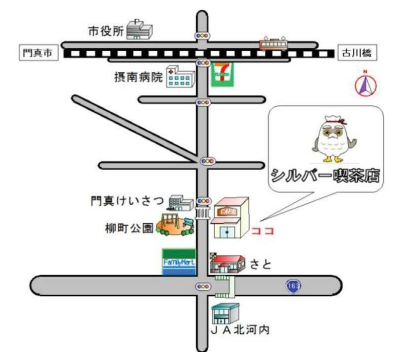 市役所
門真市
古川橋
摂南病院
7
N
シルバー喫茶店
門真けいさつ
CAFE
柳町公園
ココ
FamilyMart
さと
163
JA北河内